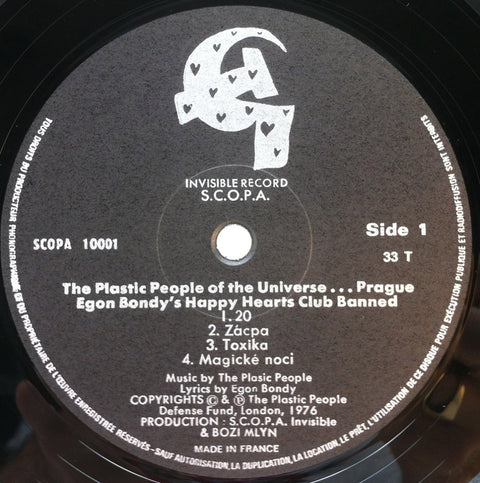 INVISIBLE RECORD
S.C.O.P.A.
SCOPA 10001
Side 1
33 T
The Plastic People of the Universe . . . Prague
Egon Bondy's Happy Hearts Club Banned
1. 20
2. Zácpa
3. Toxika
4. Magické noci
Music by The Plasic People
Lyrics by Egon Bondy
COPYRIGHTS © & ℗ The Plastic People
Defense Fund, London, 1976
PRODUCTION : S.C.O.P.A. Invisible
& BOZI MLYN
MADE IN FRANCE
TOUS DROITS DU PRODUCTEUR PHONOGRAPHIQUE ET DU PROPRIÉTAIRE DE L'ŒUVRE ENREGISTRÉE RÉSERVÉS - SAUF AUTORISATION, LA DUPLICATION, LA LOCATION, LE PRÊT, L'UTILISATION DE CE DISQUE POUR EXÉCUTION PUBLIQUE ET RADIODIFFUSION SONT INTERDITS